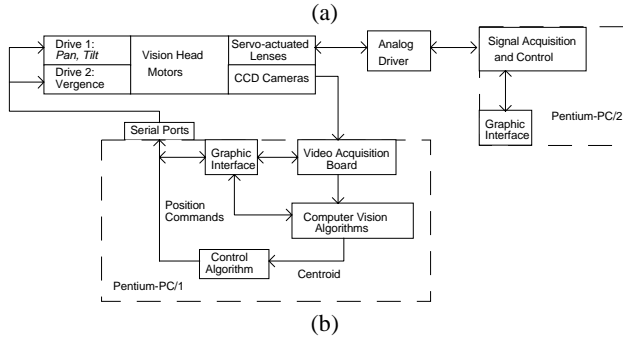 (a)
Drive 1:
Pan, Tilt
Drive 2:
Vergence
Vision Head
Motors
Servo-actuated
Lenses
CCD Cameras
Analog
Driver
Signal Acquisition
and Control
Graphic
Interface
Pentium-PC/2
Serial Ports
Graphic
Interface
Video Acquisition
Board
Position
Commands
Computer Vision
Algorithms
Control
Algorithm
Centroid
Pentium-PC/1
(b)